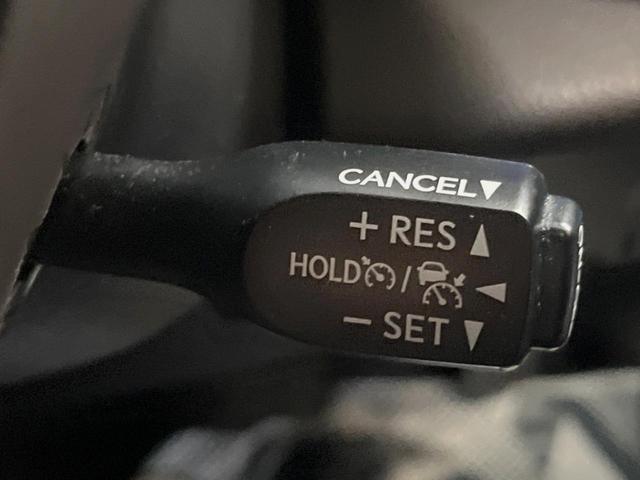 CANCEL▼
+ RES ▲
HOLD / ◀
− SET ▼